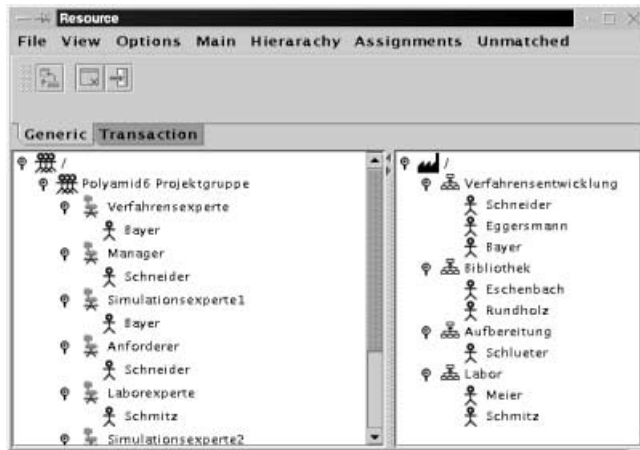 Resource
File View Options Main Hierarachy Assignments Unmatched
Generic Transaction
/
Polyamid6 Projektgruppe
Verfahrensexperte
Bayer
Manager
Schneider
Simulationsexperte1
Bayer
Anforderer
Schneider
Laborexperte
Schmitz
Simulationsexperte2
/
Verfahrensentwicklung
Schneider
Eggersmann
Bayer
Bibliothek
Eschenbach
Rundholz
Aufbereitung
Schlueter
Labor
Meier
Schmitz